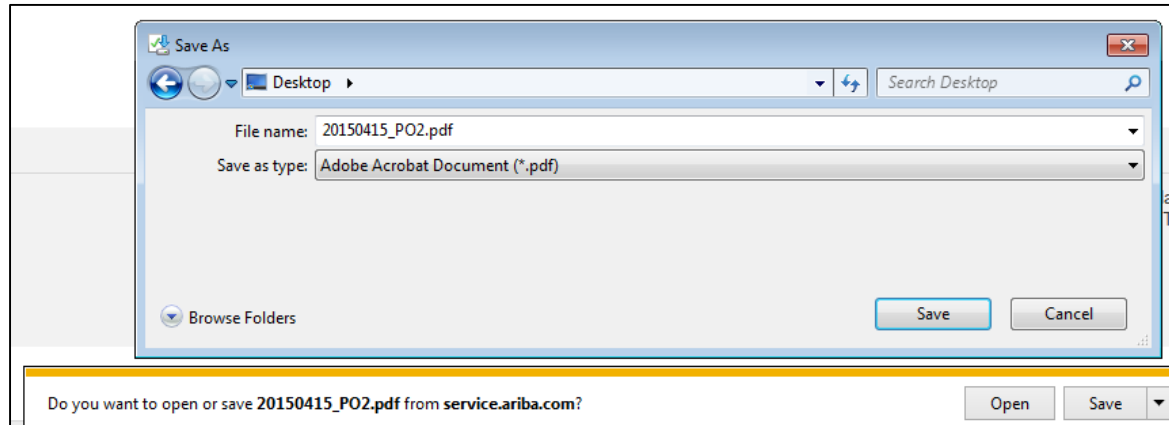 Save As
Desktop
Search Desktop
File name: 20150415_PO2.pdf
Save as type: Adobe Acrobat Document (*.pdf)
Browse Folders
Save Cancel
Do you want to open or save 20150415_PO2.pdf from service.ariba.com?
Open Save